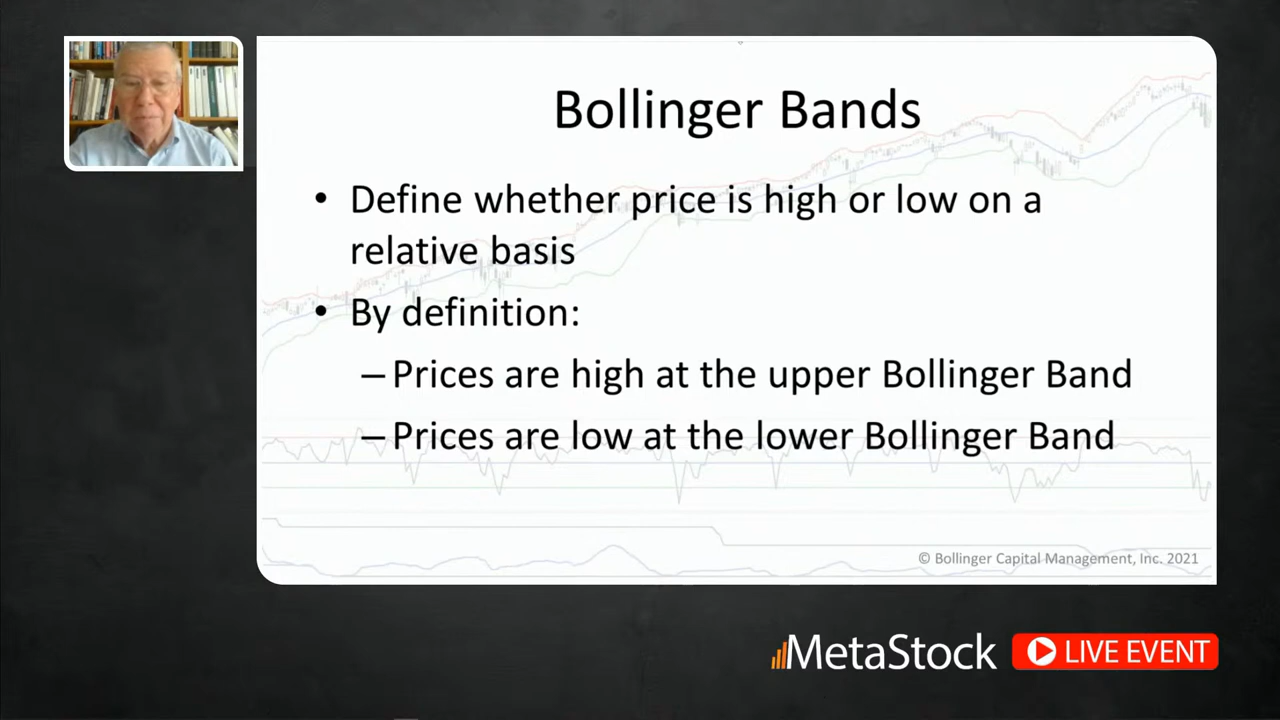 Bollinger Bands
• Define whether price is high or low on a
relative basis
• By definition:
– Prices are high at the upper Bollinger Band
– Prices are low at the lower Bollinger Band
© Bollinger Capital Management, Inc. 2021
MetaStock
LIVE EVENT